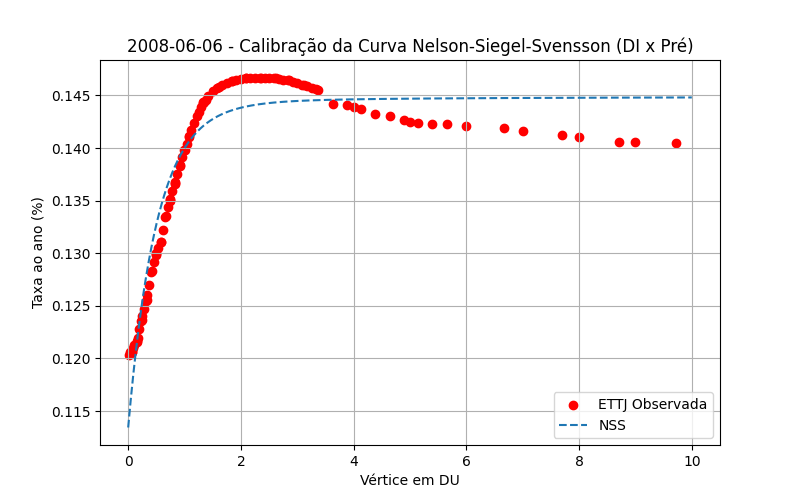 2008-06-06 - Calibração da Curva Nelson-Siegel-Svensson (DI x Pré)
Taxa ao ano (%)
0.145
0.140
0.135
0.130
0.125
0.120
0.115
ETTJ Observada
NSS
0 2 4 6 8 10
Vértice em DU